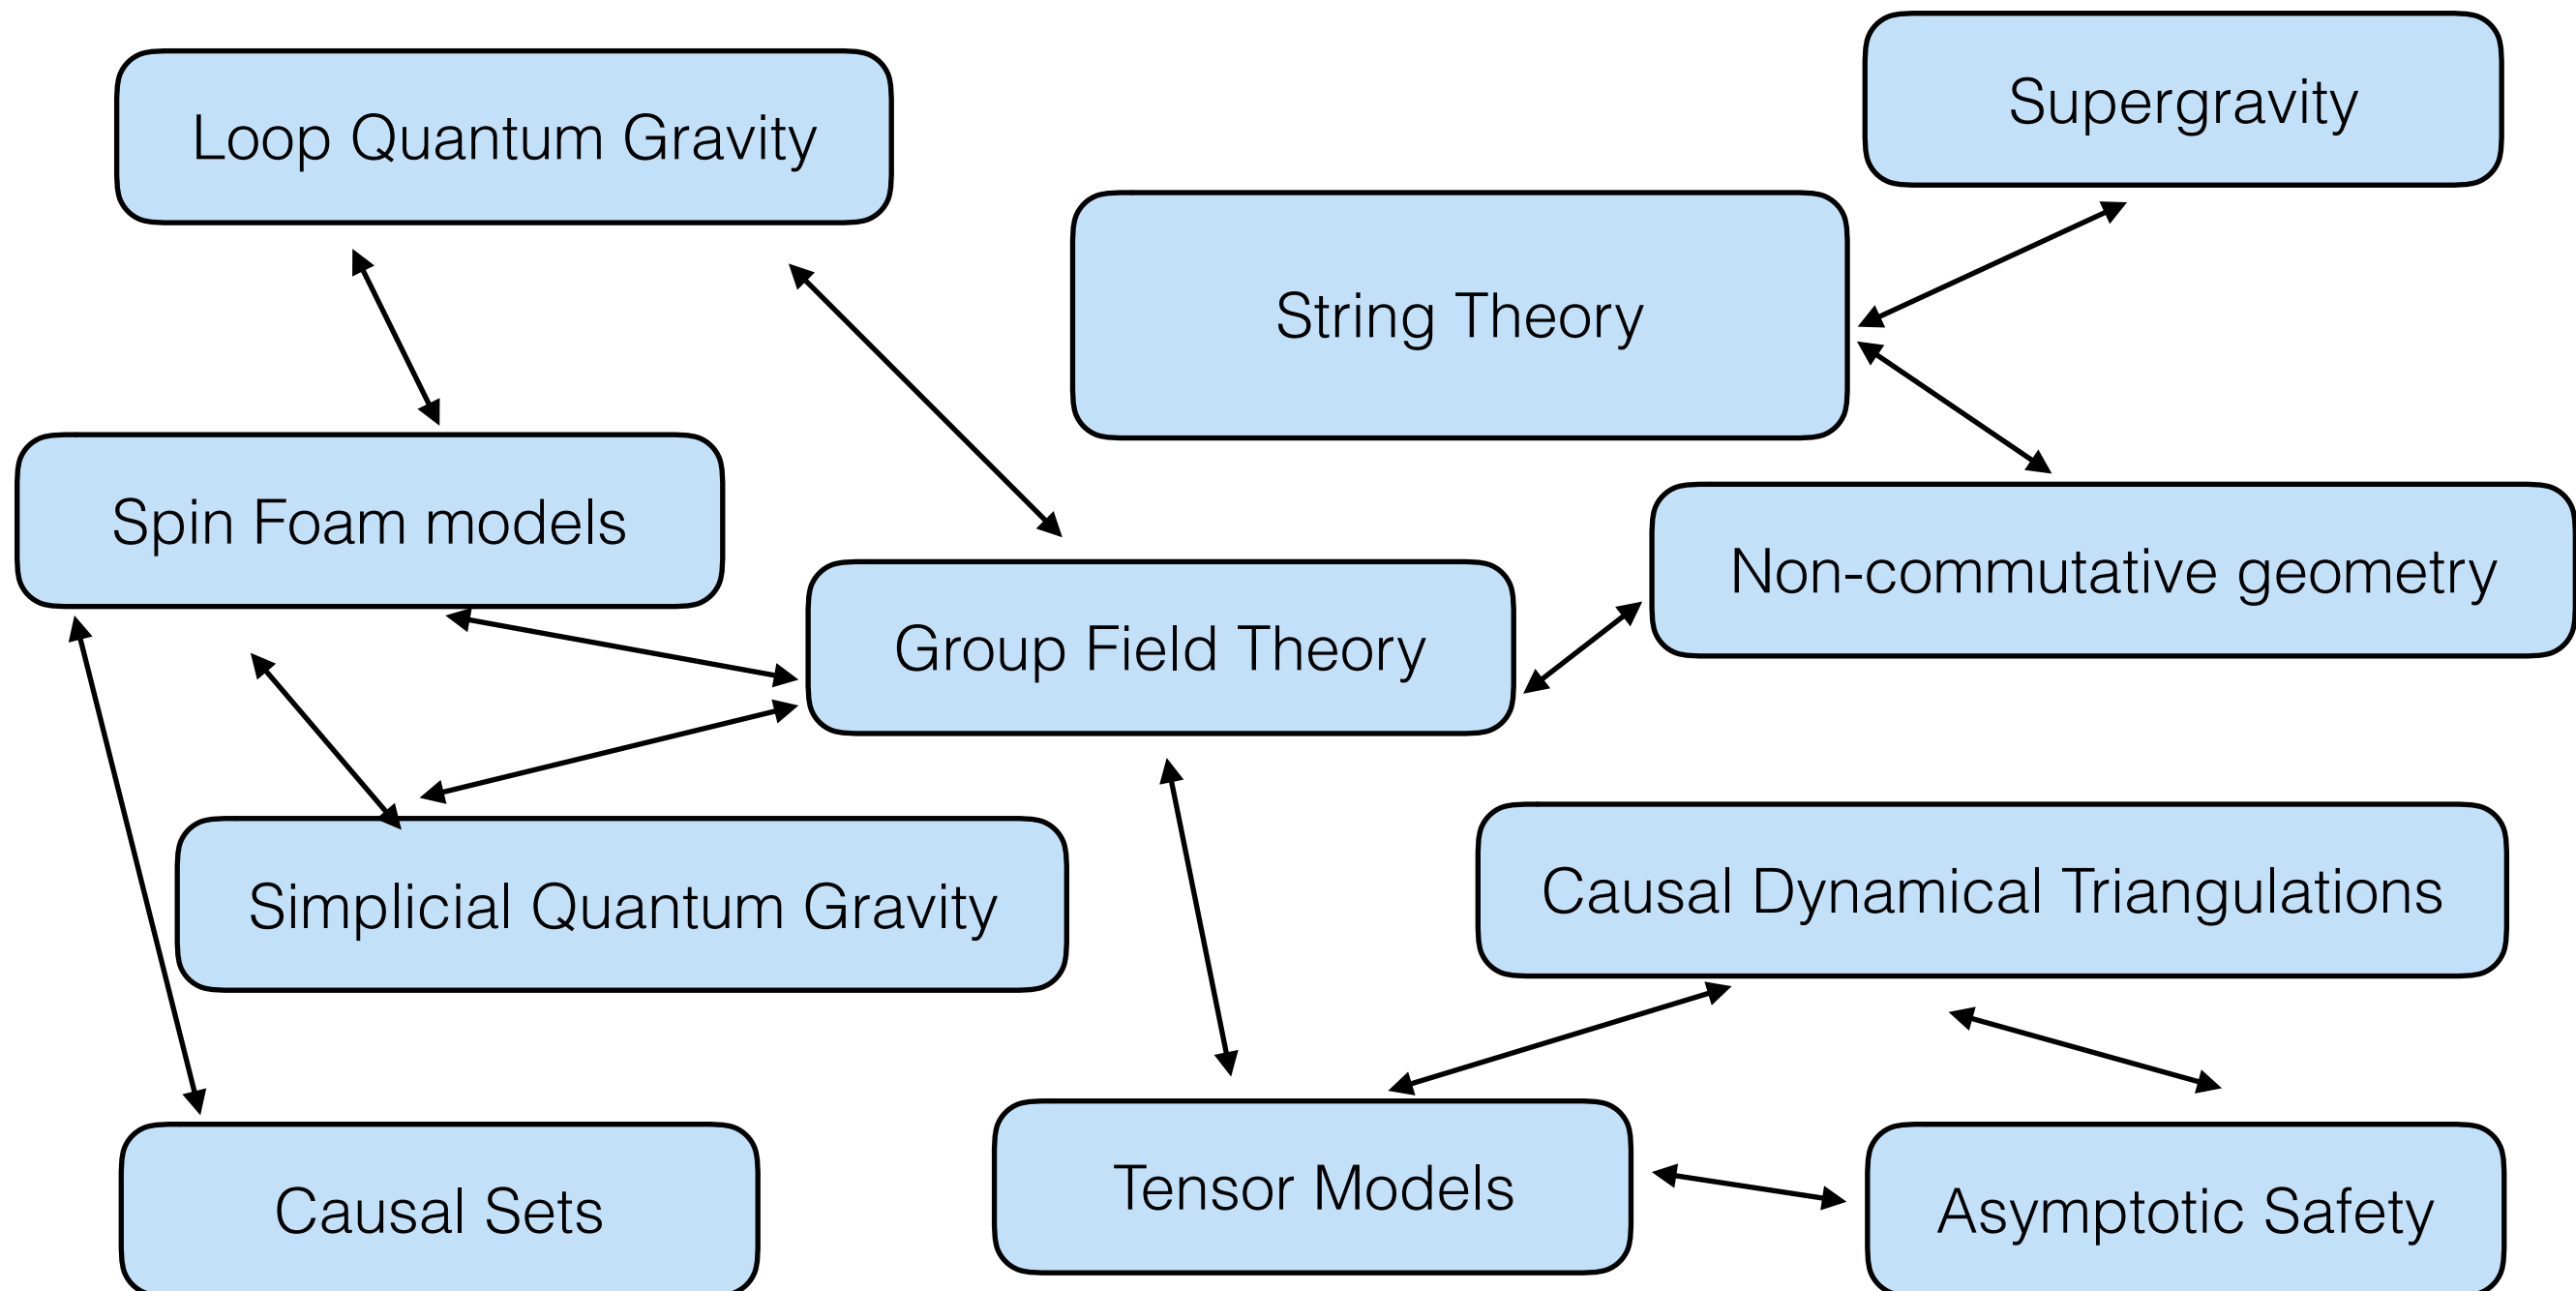 Loop Quantum Gravity
Supergravity
String Theory
Spin Foam models
Non-commutative geometry
Group Field Theory
Simplicial Quantum Gravity
Causal Dynamical Triangulations
Causal Sets
Tensor Models
Asymptotic Safety